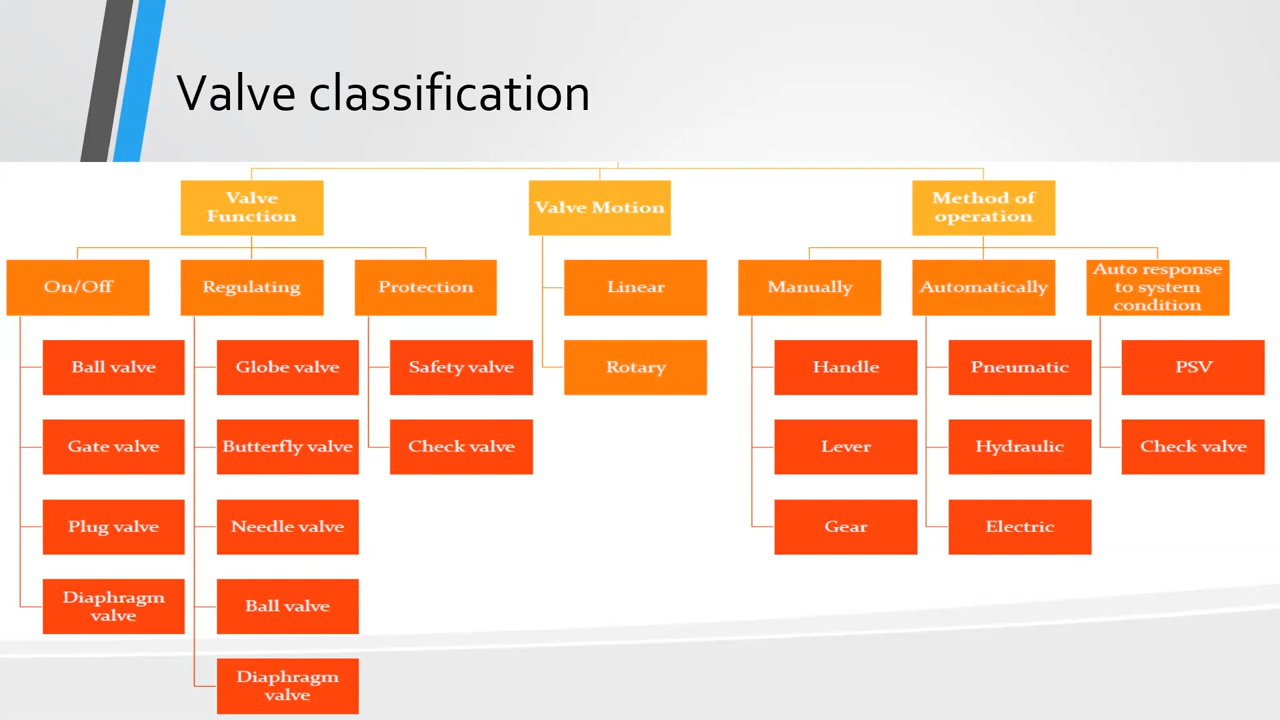 Valve classification
Valve
Function
Valve Motion
Method of
operation
On/Off
Regulating
Protection
Linear
Manually
Automatically
Auto response
to system
condition
Ball valve
Globe valve
Safety valve
Rotary
Handle
Pneumatic
PSV
Gate valve
Butterfly valve
Check valve
Lever
Hydraulic
Check valve
Plug valve
Needle valve
Gear
Electric
Diaphragm
valve
Ball valve
Diaphragm
valve